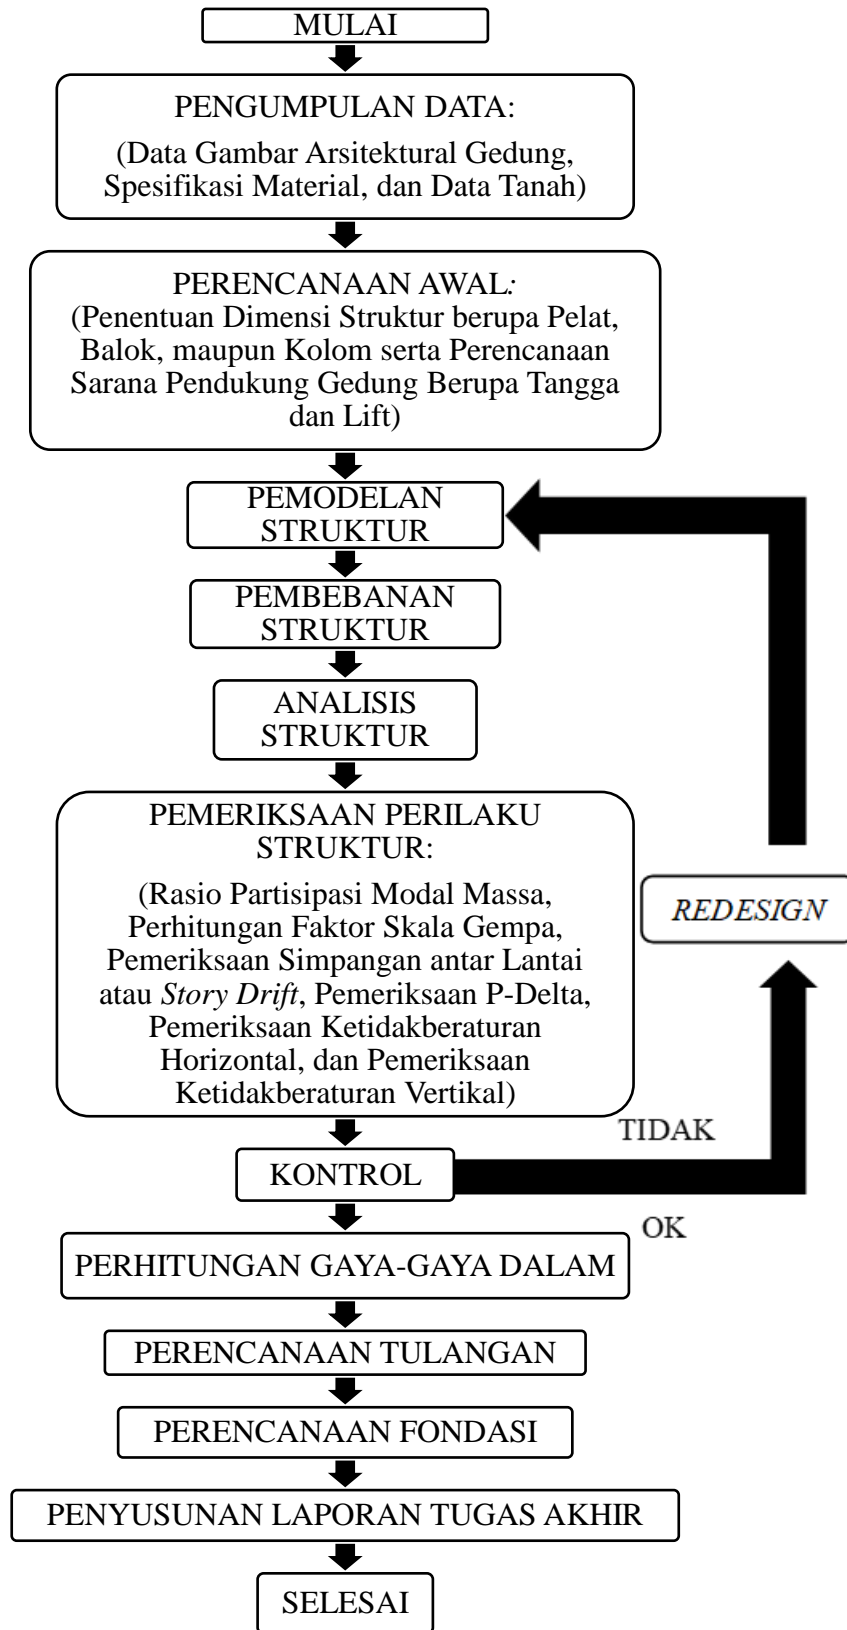 MULAI
PENGUMPULAN DATA:
(Data Gambar Arsitektural Gedung,
Spesifikasi Material, dan Data Tanah)
PERENCANAAN AWAL:
(Penentuan Dimensi Struktur berupa Pelat,
Balok, maupun Kolom serta Perencanaan
Sarana Pendukung Gedung Berupa Tangga
dan Lift)
PEMODELAN
STRUKTUR
PEMBEBANAN
STRUKTUR
ANALISIS
STRUKTUR
PEMERIKSAAN PERILAKU
STRUKTUR:
(Rasio Partisipasi Modal Massa,
Perhitungan Faktor Skala Gempa,
Pemeriksaan Simpangan antar Lantai
atau Story Drift, Pemeriksaan P-Delta,
Pemeriksaan Ketidakberaturan
Horizontal, dan Pemeriksaan
Ketidakberaturan Vertikal)
REDESIGN
TIDAK
KONTROL
OK
PERHITUNGAN GAYA-GAYA DALAM
PERENCANAAN TULANGAN
PERENCANAAN FONDASI
PENYUSUNAN LAPORAN TUGAS AKHIR
SELESAI